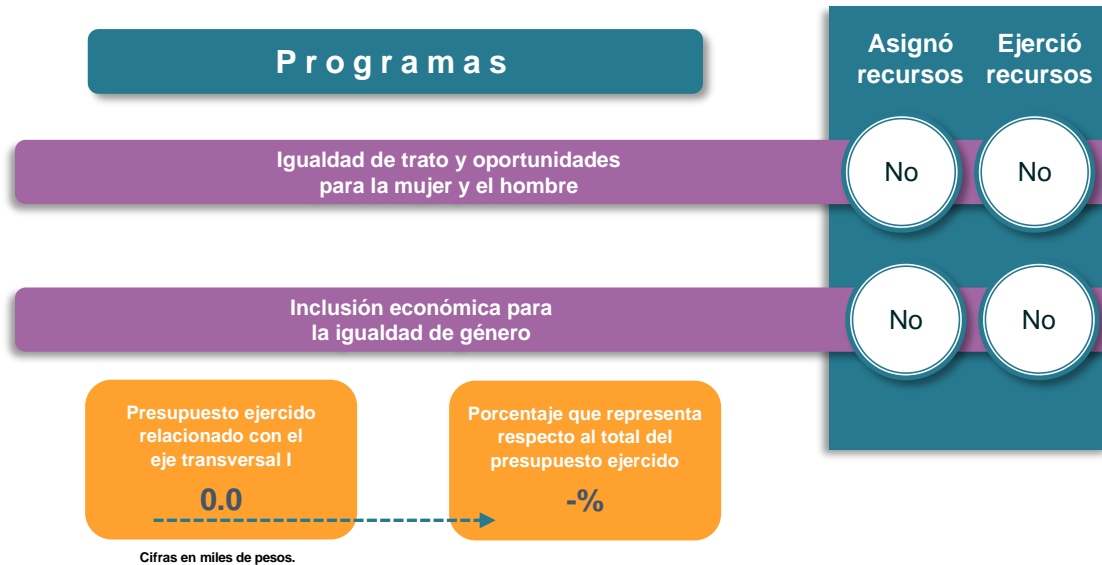 Programas
Asignó
recursos
Ejerció
recursos
Igualdad de trato y oportunidades
para la mujer y el hombre
No
No
Inclusión económica para
la igualdad de género
No
No
Presupuesto ejercido
relacionado con el
eje transversal I
0.0
Porcentaje que representa
respecto al total del
presupuesto ejercido
-%
Cifras en miles de pesos.